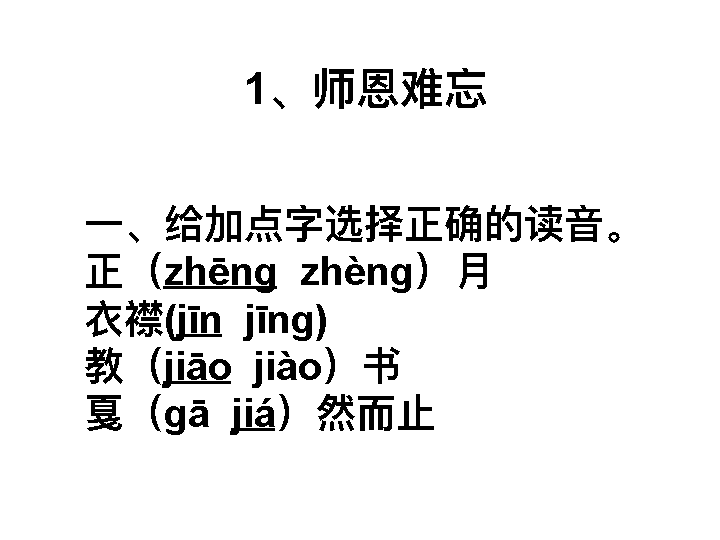 1、师恩难忘
一、给加点字选择正确的读音。
正（zhēng zhèng）月
衣襟(jīn jīng)
教（jiāo jiào）书
戛（gā jiá）然而止